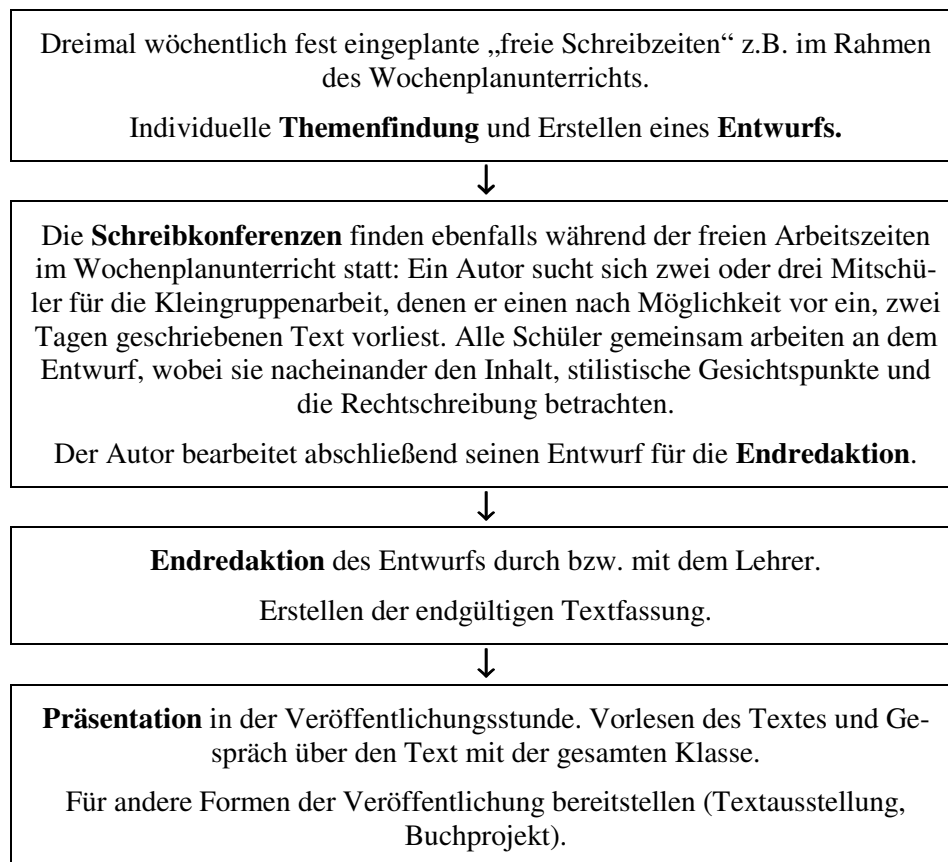 Dreimal wöchentlich fest eingeplante „freie Schreibzeiten“ z.B. im Rahmen
des Wochenplanunterrichts.
Individuelle Themenfindung und Erstellen eines Entwurfs.
Die Schreibkonferenzen finden ebenfalls während der freien Arbeitszeiten
im Wochenplanunterricht statt: Ein Autor sucht sich zwei oder drei Mitschü-
ler für die Kleingruppenarbeit, denen er einen nach Möglichkeit vor ein, zwei
Tagen geschriebenen Text vorliest. Alle Schüler gemeinsam arbeiten an dem
Entwurf, wobei sie nacheinander den Inhalt, stilistische Gesichtspunkte und
die Rechtschreibung betrachten.
Der Autor bearbeitet abschließend seinen Entwurf für die Endredaktion.
Endredaktion des Entwurfs durch bzw. mit dem Lehrer.
Erstellen der endgültigen Textfassung.
Präsentation in der Veröffentlichungsstunde. Vorlesen des Textes und Ge-
spräch über den Text mit der gesamten Klasse.
Für andere Formen der Veröffentlichung bereitstellen (Textausstellung,
Buchprojekt).